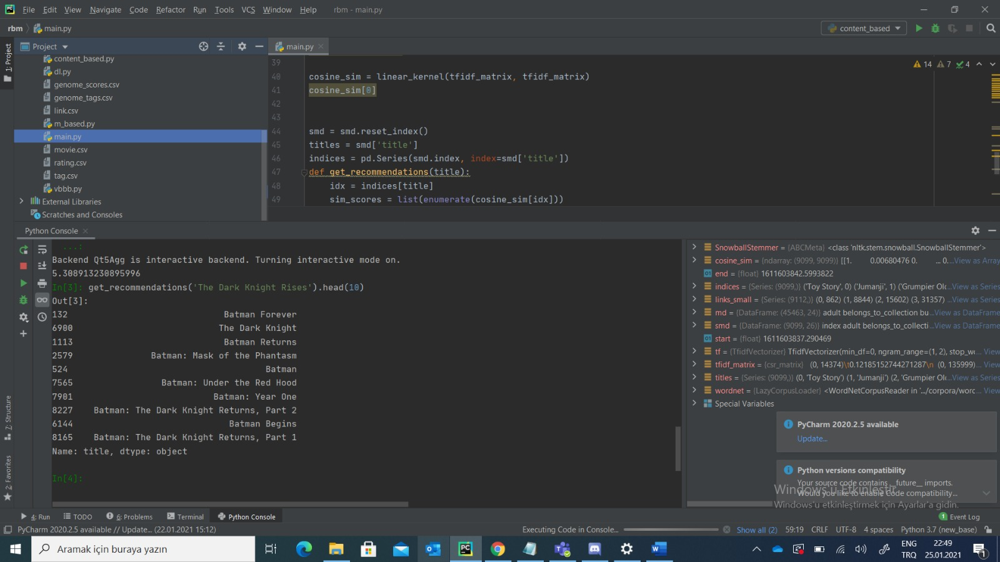 File Edit View Navigate Code Refactor Run Tools VCS Window Help rbm - main.py
rbm main.py
content_based
1: Project
Project
main.py
content_based.py
dl.py
genome_scores.csv
genome_tags.csv
link.csv
m_based.py
main.py
movie.csv
rating.csv
tag.csv
vbbb.py
External Libraries
Scratches and Consoles
14 7 4
39
40 cosine_sim = linear_kernel(tfidf_matrix, tfidf_matrix)
41 cosine_sim[0]
42
43
44 smd = smd.reset_index()
45 titles = smd['title']
46 indices = pd.Series(smd.index, index=smd['title'])
47 def get_recommendations(title):
48 idx = indices[title]
49 sim_scores = list(enumerate(cosine_sim[idx]))
Python Console
...:
Backend Qt5Agg is interactive backend. Turning interactive mode on.
5.308913230895996
In[3]: get_recommendations('The Dark Knight Rises').head(10)
Out[3]:
132 Batman Forever
6900 The Dark Knight
1113 Batman Returns
2579 Batman: Mask of the Phantasm
524 Batman
7565 Batman: Under the Red Hood
7901 Batman: Year One
8227 Batman: The Dark Knight Returns, Part 2
6144 Batman Begins
8165 Batman: The Dark Knight Returns, Part 1
Name: title, dtype: object
In[4]:
SnowballStemmer = {ABCMeta} <class 'nltk.stem.snowball.SnowballStemmer'>
cosine_sim = {ndarray: (9099, 9099)} [[1. 0.00680476 0. ... 0. ...View as Array
end = {float} 1611603842.5993822
indices = {Series: (9099,)} ('Toy Story', 0) ('Jumanji', 1) ('Grumpier Ol...View as Series
links_small = {Series: (9112,)} (0, 862) (1, 8844) (2, 15602) (3, 31357) ...View as Series
md = {DataFrame: (45463, 24)} adult belongs_to_collection bu...View as DataFrame
smd = {DataFrame: (9099, 26)} index adult belongs_to_collecti...View as DataFrame
start = {float} 1611603837.290469
tf = {TfidfVectorizer} TfidfVectorizer(min_df=0, ngram_range=(1, 2), stop_wo... View
tfidf_matrix = {csr_matrix} (0, 14374)\t0.12185152744271287\n (0, 135999)... View
titles = {Series: (9099,)} (0, 'Toy Story') (1, 'Jumanji') (2, 'Grumpier Ol...View as Series
wordnet = {LazyCorpusLoader} <WordNetCorpusReader in '.../corpora/worc... View
Special Variables
PyCharm 2020.2.5 available
Update...
Python versions compatibility
Your source code contains __future__ imports.
Would you like to enable Code compatibility...
Windows'u Etkinleştir
Windows'u etkinleştirmek için Ayarlar'a gidin.
7: Structure
2: Favorites
4: Run TODO 6: Problems Terminal Python Console 1 Event Log
PyCharm 2020.2.5 available // Update... (22.01.2021 15:12) Executing Code in Console... Show all (2) 59:19 CRLF UTF-8 4 spaces Python 3.7 (new_base)
Aramak için buraya yazın
ENG
TRQ
22:49
25.01.2021
1